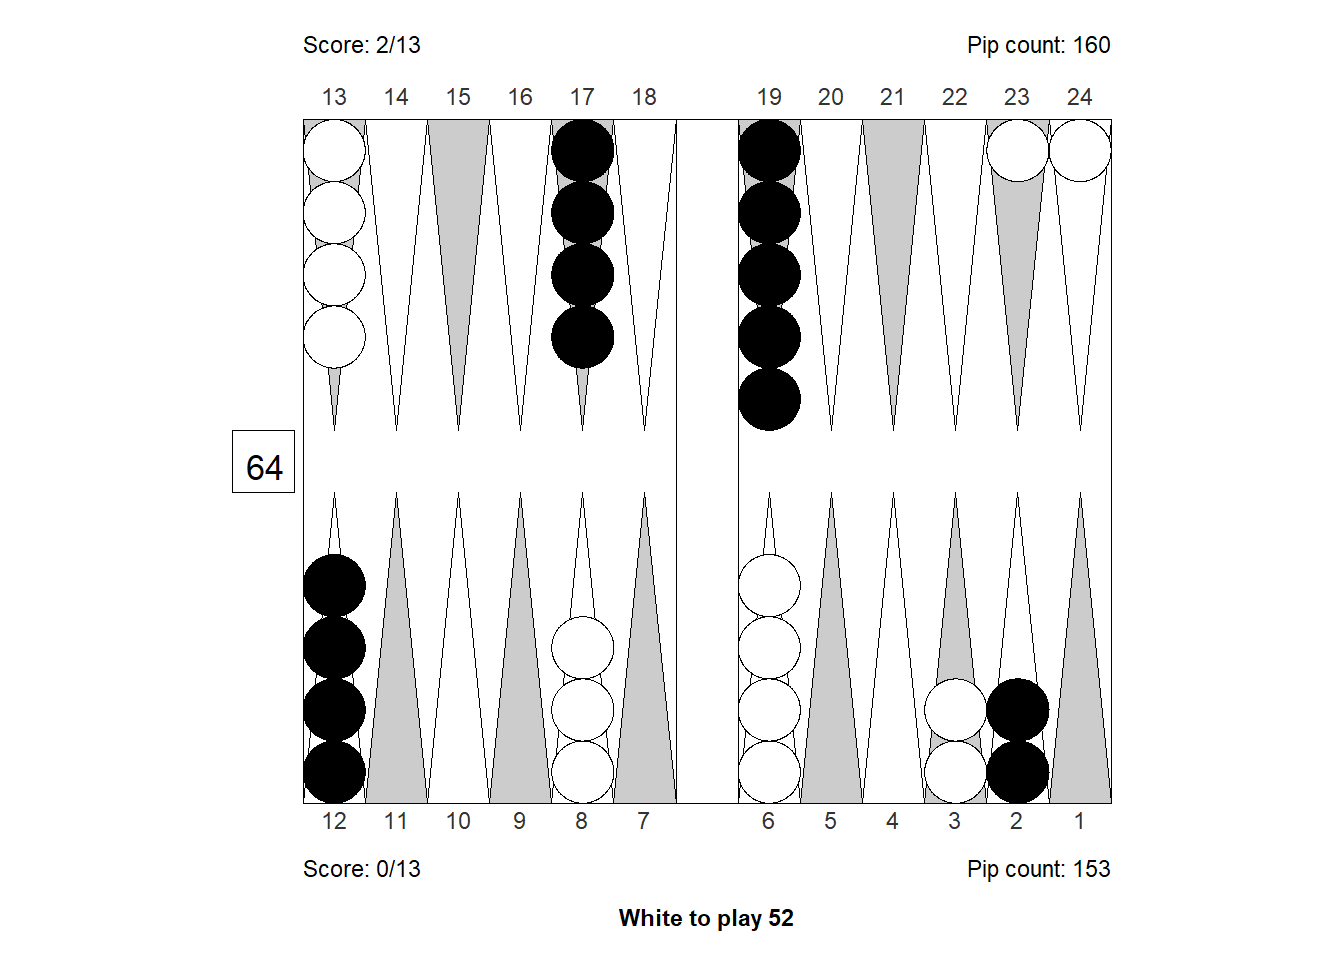 Score: 2/13 Pip count: 160
13 14 15 16 17 18 19 20 21 22 23 24
64
12 11 10 9 8 7 6 5 4 3 2 1
Score: 0/13 Pip count: 153
White to play 52